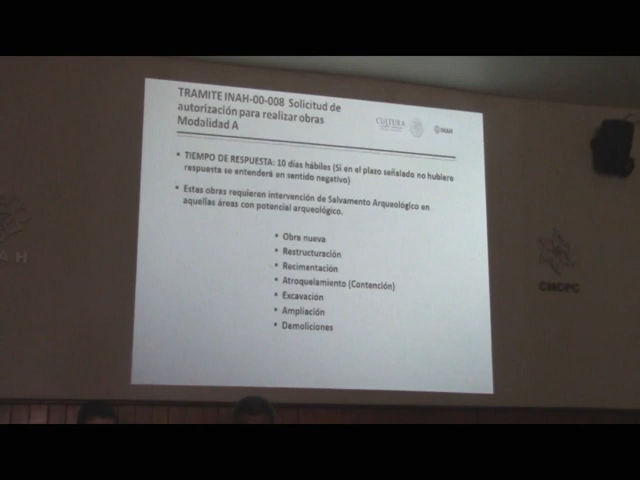 TRAMITE INAH-00-008 Solicitud de
autorización para realizar obras
Modalidad A
CULTURA
INAH
• TIEMPO DE RESPUESTA: 10 días hábiles (Si en el plazo señalado no hubiera
respuesta se entenderá en sentido negativo)
• Estas obras requieren intervención de Salvamento Arqueológico en
aquellas áreas con potencial arqueológico.
• Obra nueva
• Restructuración
• Recimentación
• Atroquelamiento (Contención)
• Excavación
• Ampliación
• Demoliciones
A H